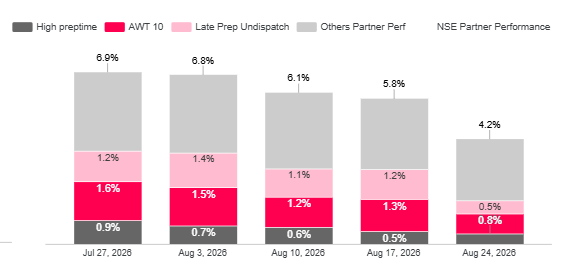 High preptime AWT 10 Late Prep Undispatch Others Partner Perf NSE Partner Performance
6.9% 6.8% 6.1% 5.8% 4.2%
1.2% 1.4% 1.1% 1.2% 0.5%
1.6% 1.5% 1.2% 1.3% 0.8%
0.9% 0.7% 0.6% 0.5%
Jul 27, 2026 Aug 3, 2026 Aug 10, 2026 Aug 17, 2026 Aug 24, 2026